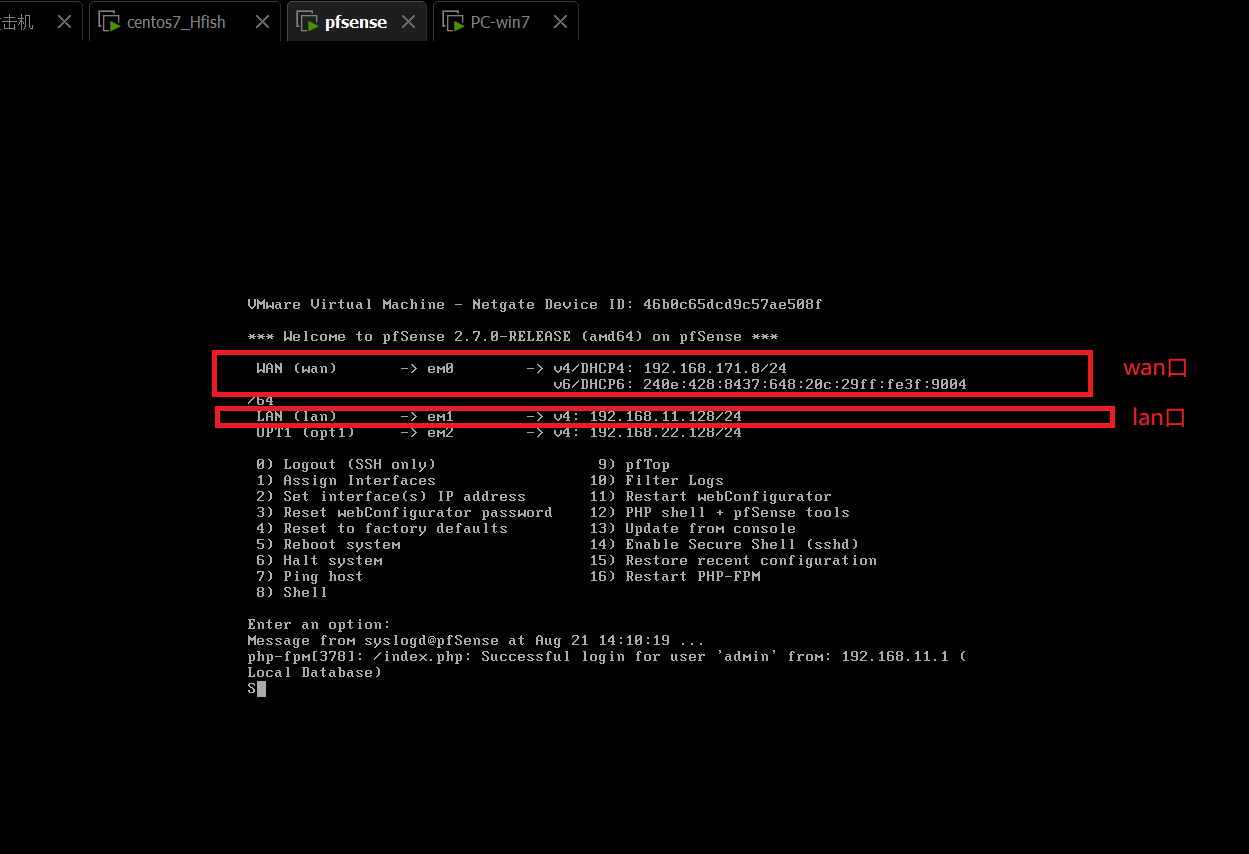 击机
centos7_Hfish
pfsense
PC-win7
VMware Virtual Machine - Netgate Device ID: 46b0c65dcd9c57ae508f
*** Welcome to pfSense 2.7.0-RELEASE (amd64) on pfSense ***
WAN (wan) -> em0 -> v4/DHCP4: 192.168.171.8/24
wan口
v6/DHCP6: 240e:428:8437:648:20c:29ff:fe3f:9004
/64
LAN (lan) -> em1 -> v4: 192.168.11.128/24
lan口
OPT1 (opt1) -> em2 -> v4: 192.168.22.128/24
0) Logout (SSH only) 9) pfTop
1) Assign Interfaces 10) Filter Logs
2) Set interface(s) IP address 11) Restart webConfigurator
3) Reset webConfigurator password 12) PHP shell + pfSense tools
4) Reset to factory defaults 13) Update from console
5) Reboot system 14) Enable Secure Shell (sshd)
6) Halt system 15) Restore recent configuration
7) Ping host 16) Restart PHP-FPM
8) Shell
Enter an option:
Message from syslogd@pfSense at Aug 21 14:10:19 ...
php-fpm[378]: /index.php: Successful login for user 'admin' from: 192.168.11.1 (
Local Database)
S